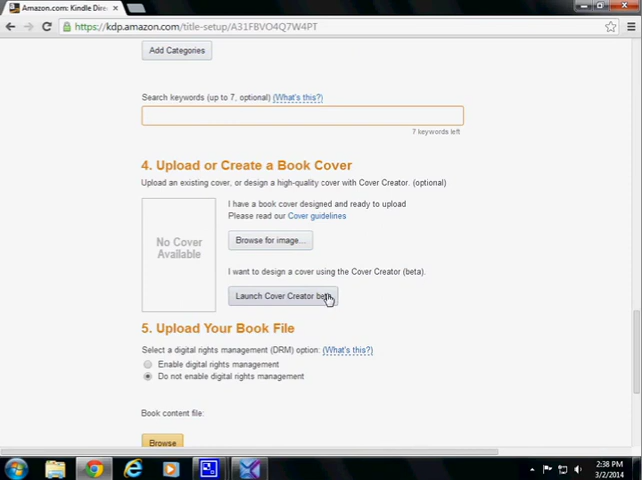 Amazon.com: Kindle Dire
https://kdp.amazon.com/title-setup/A31FBVO4Q7W4PT
Add Categories
Search keywords (up to 7, optional) (What's this?)
7 keywords left
4. Upload or Create a Book Cover
Upload an existing cover, or design a high-quality cover with Cover Creator. (optional)
I have a book cover designed and ready to upload
Please read our Cover guidelines
No Cover
Available
Browse for image...
I want to design a cover using the Cover Creator (beta).
Launch Cover Creator beta
5. Upload Your Book File
Select a digital rights management (DRM) option: (What's this?)
Enable digital rights management
Do not enable digital rights management
Book content file:
Browse
2:38 PM
3/2/2014